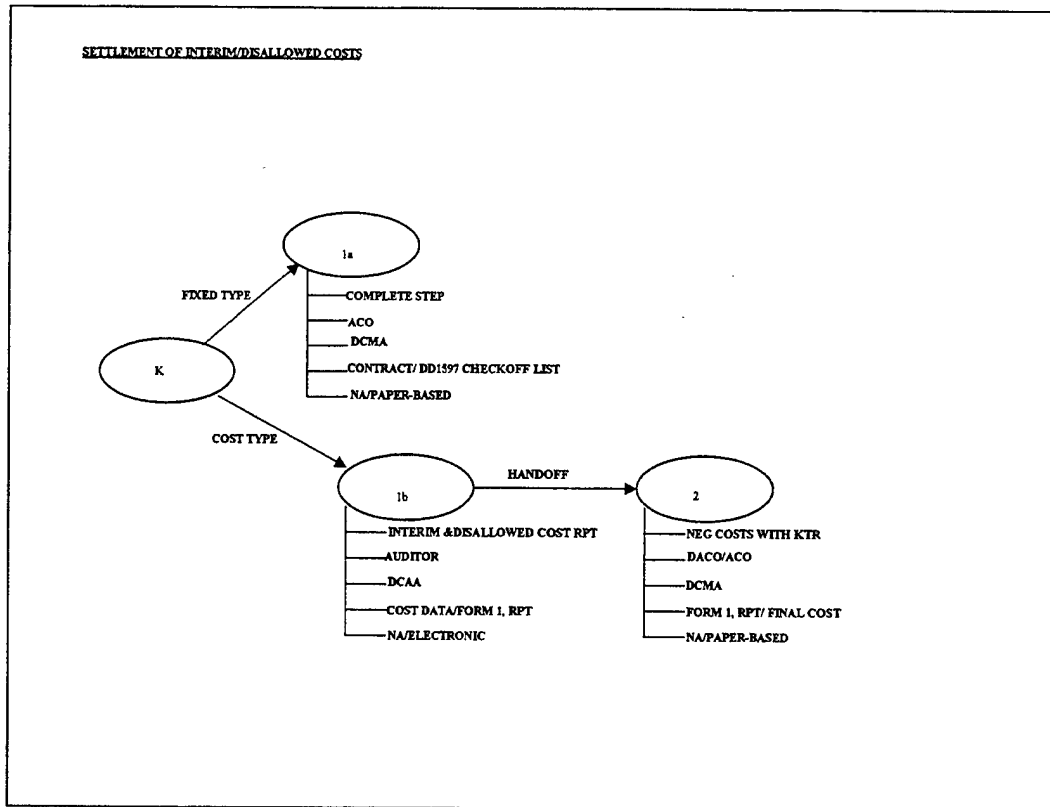 SETTLEMENT OF INTERIM/DISALLOWED COSTS
1a
FIXED TYPE
COMPLETE STEP
ACO
DCMA
K
CONTRACT/ DD1597 CHECKOFF LIST
NA/PAPER-BASED
COST TYPE
HANDOFF
1b
2
INTERIM &DISALLOWED COST RPT
AUDITOR
DCAA
COST DATA/FORM 1, RPT
NA/ELECTRONIC
NEG COSTS WITH KTR
DACO/ACO
DCMA
FORM 1, RPT/ FINAL COST
NA/PAPER-BASED